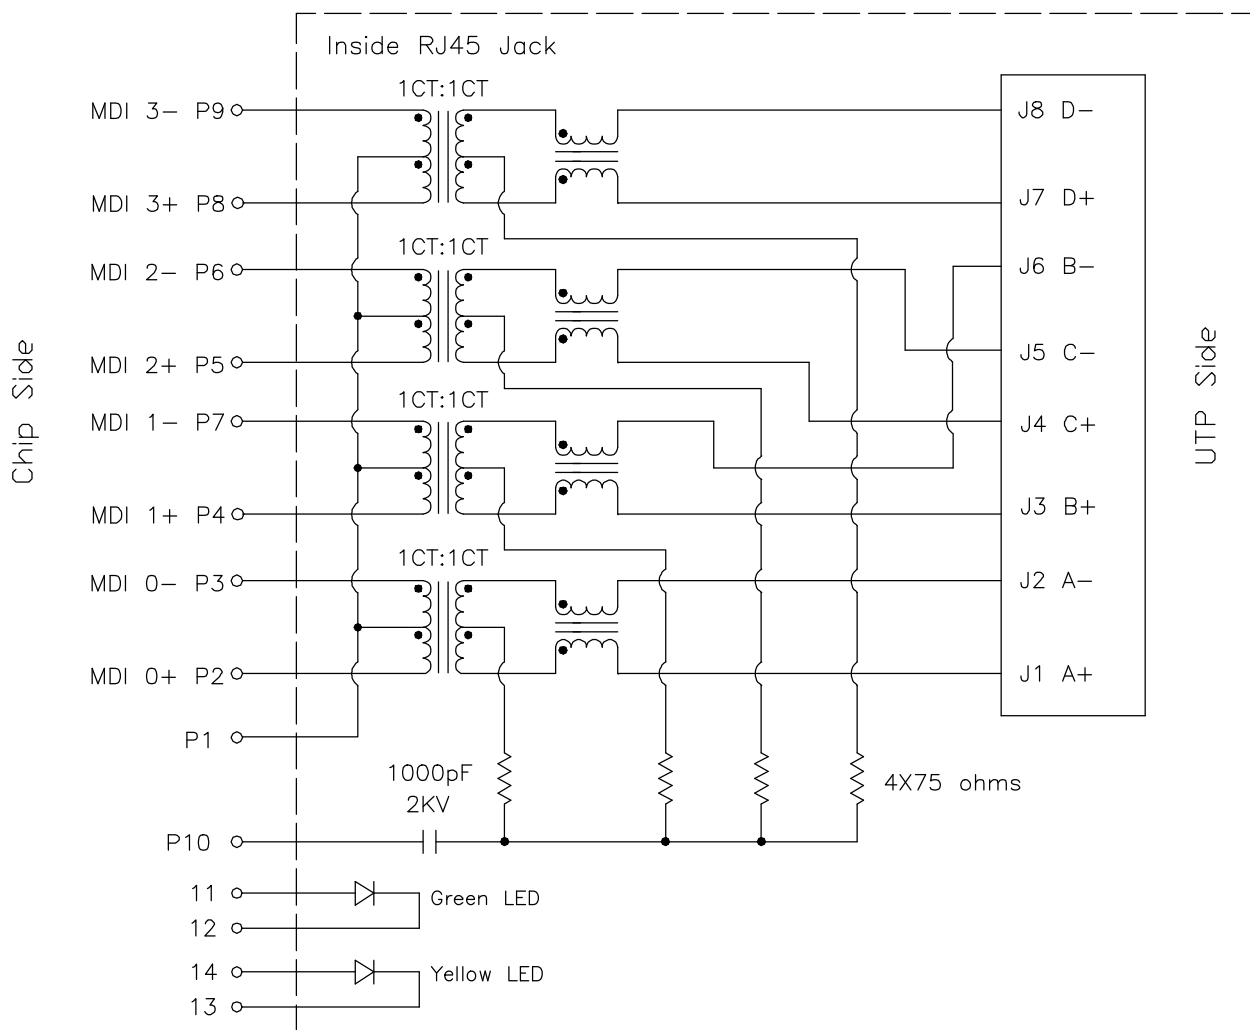 Inside RJ45 Jack
1CT:1CT
MDI 3- P9
J8 D-
MDI 3+ P8
J7 D+
1CT:1CT
MDI 2- P6
J6 B-
J5 C-
MDI 2+ P5
1CT:1CT
MDI 1- P7
J4 C+
Chip Side
UTP Side
MDI 1+ P4
J3 B+
1CT:1CT
MDI 0- P3
J2 A-
MDI 0+ P2
J1 A+
P1
1000pF
2KV
4X75 ohms
P10
11
Green LED
12
14
Yellow LED
13